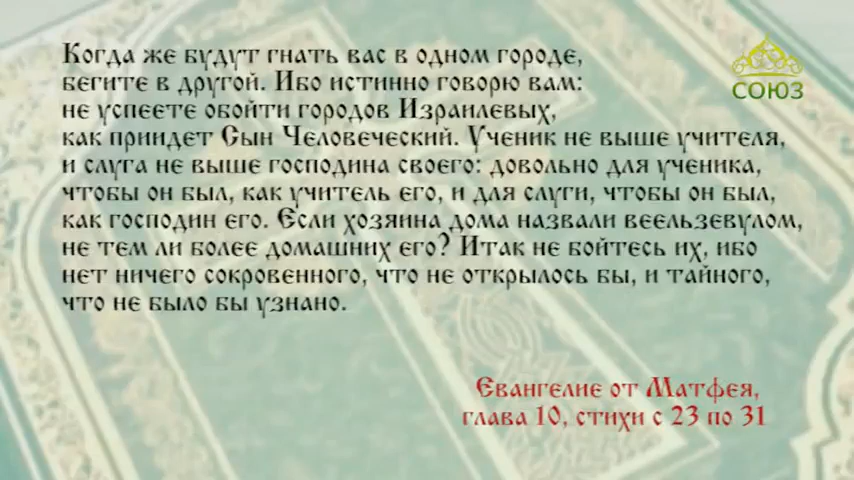 Когда же будут гнать вас в одном городе,
бегите в другой. Ибо истинно говорю вам:
не успеете обойти городов Израилевых,
как приидет Сын Человеческий. Ученик не выше учителя,
и слуга не выше господина своего: довольно для ученика,
чтобы он был, как учитель его, и для слуги, чтобы он был,
как господин его. Если хозяина дома назвали веельзевулом,
не тем ли более домашних его? Итак не бойтесь их, ибо
нет ничего сокровенного, что не открылось бы, и тайного,
что не было бы узнано.
Евангелие от Матфея,
глава 10, стихи с 23 по 31
СОЮЗ